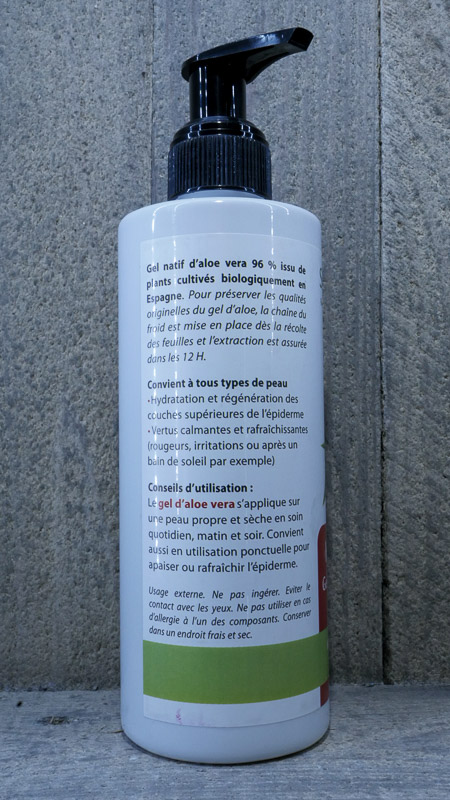 Gel natif d'aloe vera 96 % issu de
plants cultivés biologiquement en
Espagne. Pour préserver les qualités
originelles du gel d'aloe, la chaîne du
froid est mise en place dès la récolte
des feuilles et l'extraction est assurée
dans les 12 H.
Convient à tous types de peau
•Hydratation et régénération des
couches supérieures de l'épiderme
•Vertus calmantes et rafraîchissantes
(rougeurs, irritations ou après un
bain de soleil par exemple)
Conseils d'utilisation :
Le gel d'aloe vera s'applique sur
une peau propre et sèche en soin
quotidien, matin et soir. Convient
aussi en utilisation ponctuelle pour
apaiser ou rafraîchir l'épiderme.
Usage externe. Ne pas ingérer. Eviter le
contact avec les yeux. Ne pas utiliser en cas
d'allergie à l'un des composants. Conserver
dans un endroit frais et sec.